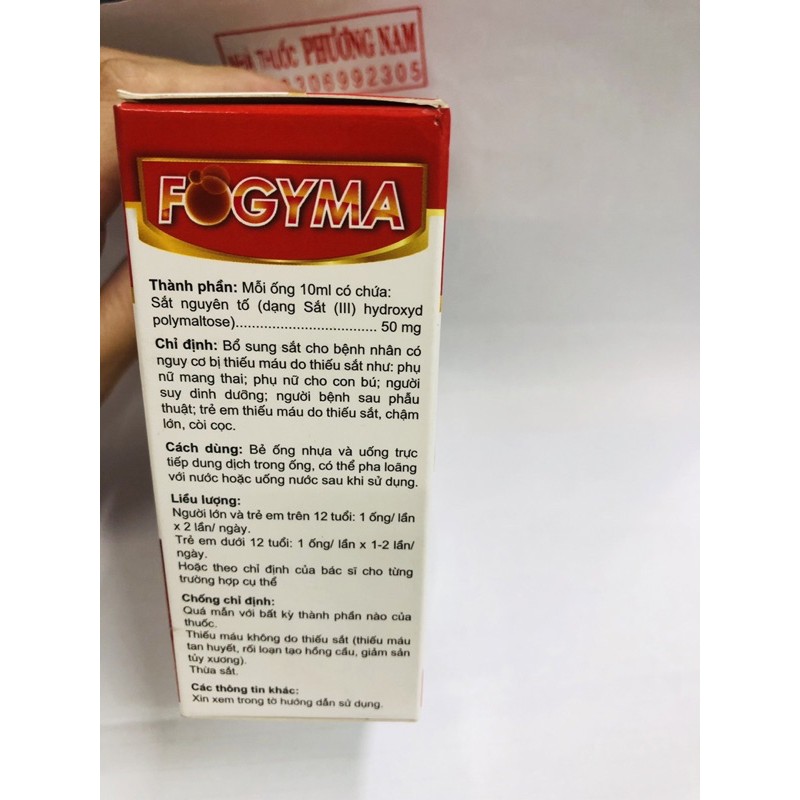 NHÀ THUỐC PHƯƠNG NAM
0306992305
FOGYMA
Thành phần: Mỗi ống 10ml có chứa:
Sắt nguyên tố (dạng Sắt (III) hydroxyd
polymaltose)................................... 50 mg
Chỉ định: Bổ sung sắt cho bệnh nhân có
nguy cơ bị thiếu máu do thiếu sắt như: phụ
nữ mang thai; phụ nữ cho con bú; người
suy dinh dưỡng; người bệnh sau phẫu
thuật; trẻ em thiếu máu do thiếu sắt, chậm
lớn, còi cọc.
Cách dùng: Bẻ ống nhựa và uống trực
tiếp dung dịch trong ống, có thể pha loãng
với nước hoặc uống nước sau khi sử dụng.
Liều lượng:
Người lớn và trẻ em trên 12 tuổi: 1 ống/ lần
x 2 lần/ ngày.
Trẻ em dưới 12 tuổi: 1 ống/ lần x 1-2 lần/
ngày.
Hoặc theo chỉ định của bác sĩ cho từng
trường hợp cụ thể
Chống chỉ định:
Quá mẫn với bất kỳ thành phần nào của
thuốc.
Thiếu máu không do thiếu sắt (thiếu máu
tan huyết, rối loạn tạo hồng cầu, giảm sản
tủy xương).
Thừa sắt.
Các thông tin khác:
Xin xem trong tờ hướng dẫn sử dụng.